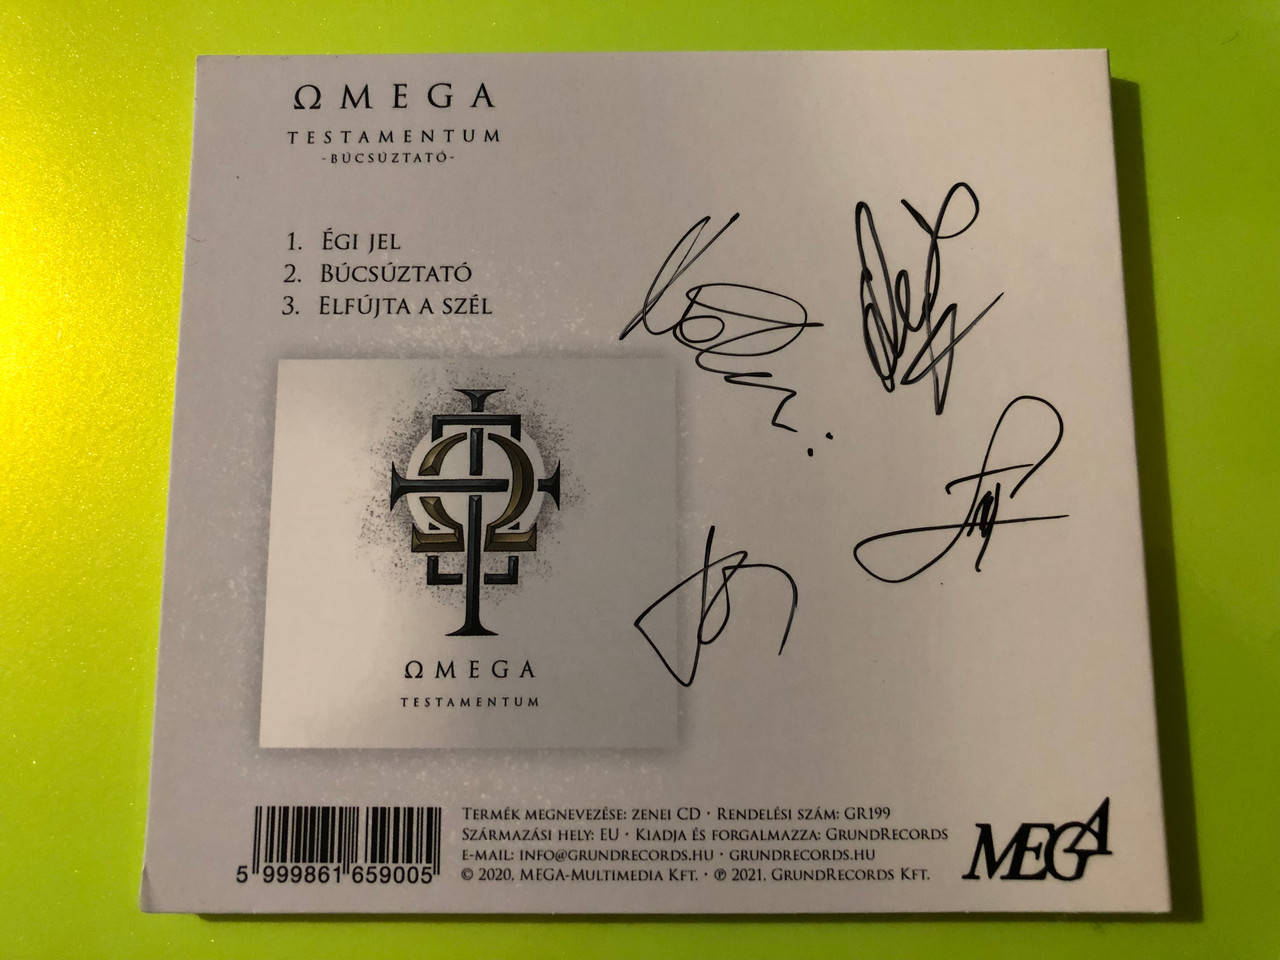 ΩMEGA
TESTAMENTUM
-BÚCSÚZTATÓ-
1. ÉGI JEL
2. BÚCSÚZTATÓ
3. ELFÚJTA A SZÉL
ΩMEGA
TESTAMENTUM
5 999861 659005
TERMÉK MEGNEVEZÉSE: ZENEI CD • RENDELÉSI SZÁM: GR199
SZÁRMAZÁSI HELY: EU • KIADJA ÉS FORGALMAZZA: GRUNDRECORDS
E-MAIL: INFO@GRUNDRECORDS.HU • GRUNDRECORDS.HU
© 2020, MEGA-MULTIMEDIA KFT. • ℗ 2021, GRUNDRECORDS KFT.
MEGA